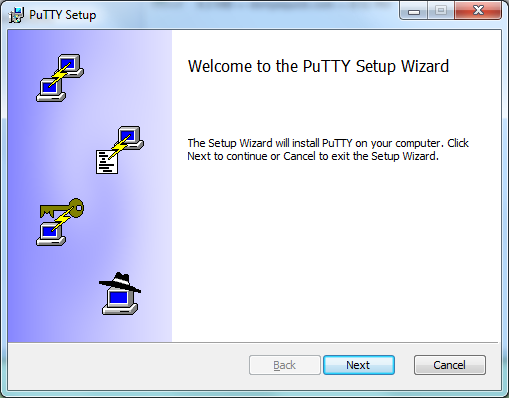 PuTTY Setup
Welcome to the PuTTY Setup Wizard
The Setup Wizard will install PuTTY on your computer. Click
Next to continue or Cancel to exit the Setup Wizard.
Back
Next
Cancel